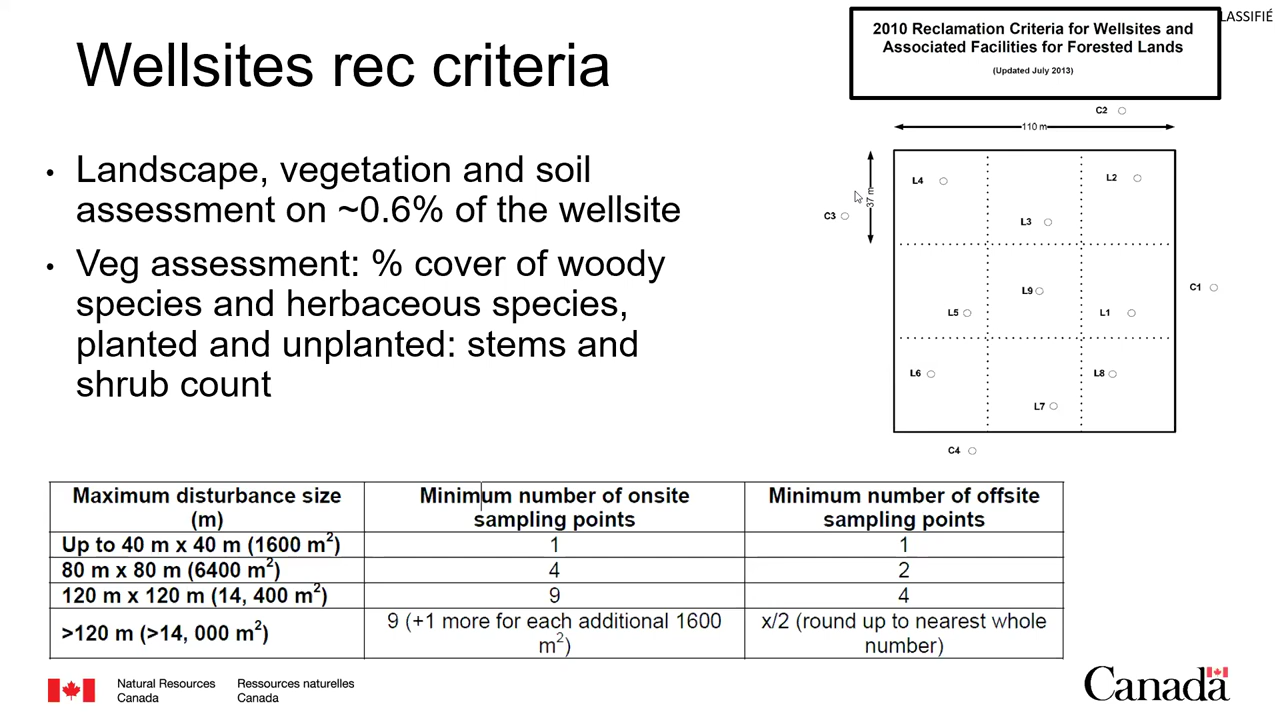 LASSIFIÉ
Wellsites rec criteria
2010 Reclamation Criteria for Wellsites and
Associated Facilities for Forested Lands
(Updated July 2013)
• Landscape, vegetation and soil
assessment on ~0.6% of the wellsite
• Veg assessment: % cover of woody
species and herbaceous species,
planted and unplanted: stems and
shrub count
C2
110 m
37 m
L4
L2
C3
L3
L9
C1
L5
L1
L6
L8
L7
C4
Maximum disturbance size
(m)
Minimum number of onsite
sampling points
Minimum number of offsite
sampling points
Up to 40 m x 40 m (1600 m²)
1
1
80 m x 80 m (6400 m²)
4
2
120 m x 120 m (14, 400 m²)
9
4
>120 m (>14, 000 m²)
9 (+1 more for each additional 1600
m²)
x/2 (round up to nearest whole
number)
Natural Resources
Canada
Ressources naturelles
Canada
Canada